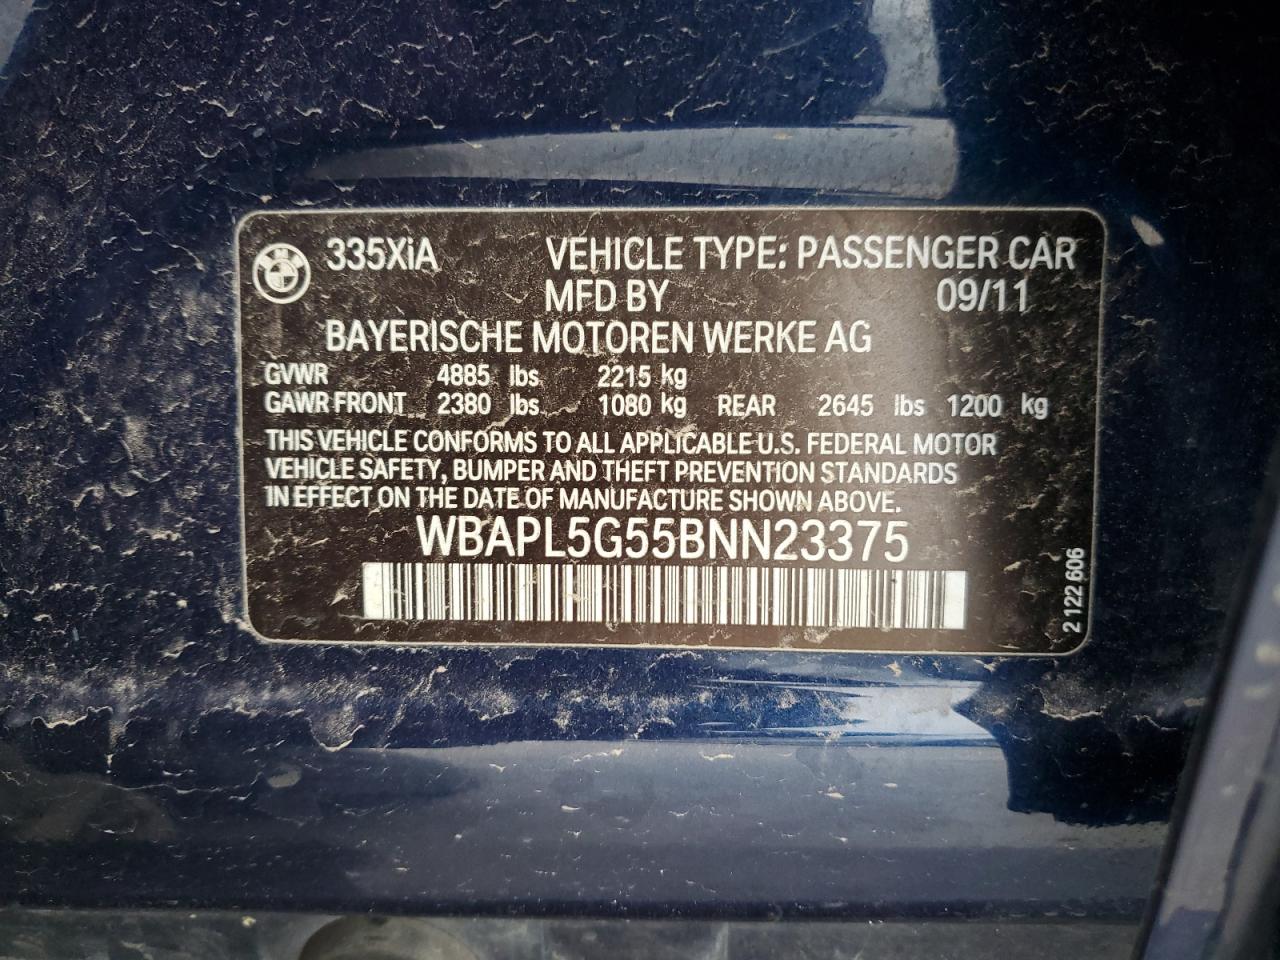 335XiA VEHICLE TYPE: PASSENGER CAR
MFD BY 09/11
BAYERISCHE MOTOREN WERKE AG
GVWR 4885 lbs 2215 kg
GAWR FRONT 2380 lbs 1080 kg REAR 2645 lbs 1200 kg
THIS VEHICLE CONFORMS TO ALL APPLICABLE U.S. FEDERAL MOTOR
VEHICLE SAFETY, BUMPER AND THEFT PREVENTION STANDARDS
IN EFFECT ON THE DATE OF MANUFACTURE SHOWN ABOVE.
WBAPL5G55BNN23375
2 122 606